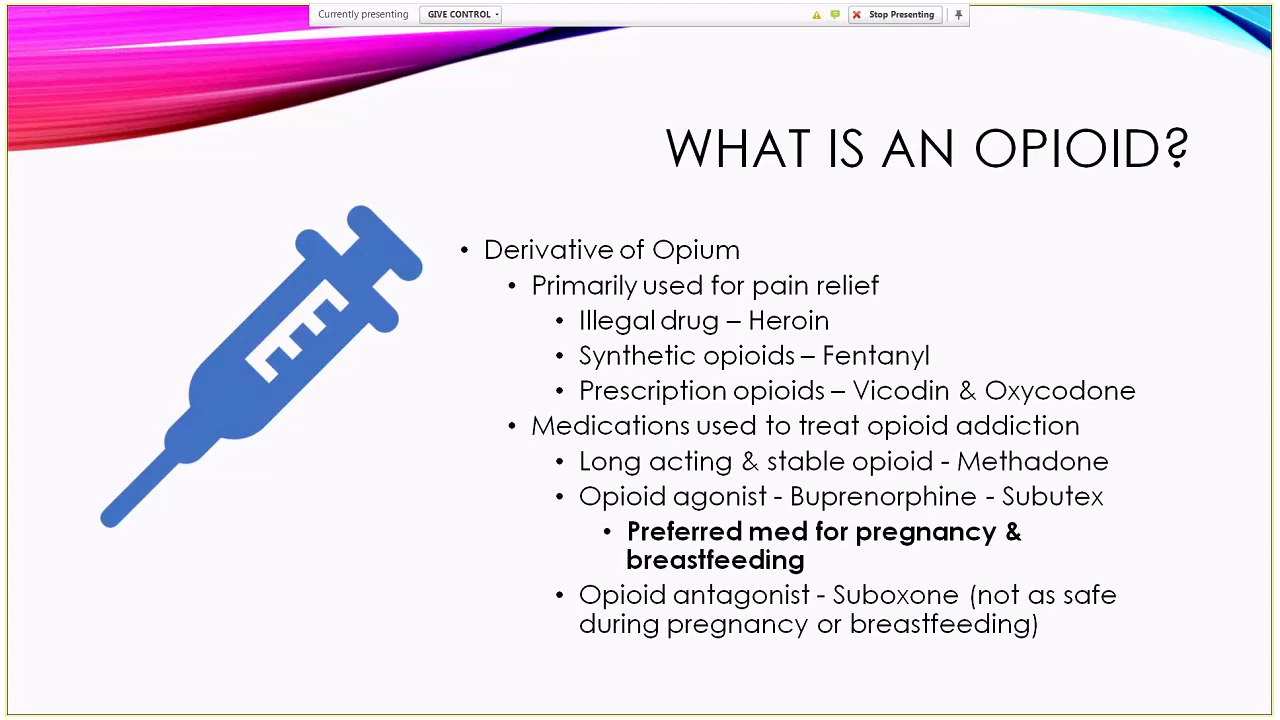 Currently presenting GIVE CONTROL Stop Presenting
WHAT IS AN OPIOID?
• Derivative of Opium
• Primarily used for pain relief
• Illegal drug – Heroin
• Synthetic opioids – Fentanyl
• Prescription opioids – Vicodin & Oxycodone
• Medications used to treat opioid addiction
• Long acting & stable opioid - Methadone
• Opioid agonist - Buprenorphine - Subutex
• Preferred med for pregnancy &
breastfeeding
• Opioid antagonist - Suboxone (not as safe
during pregnancy or breastfeeding)